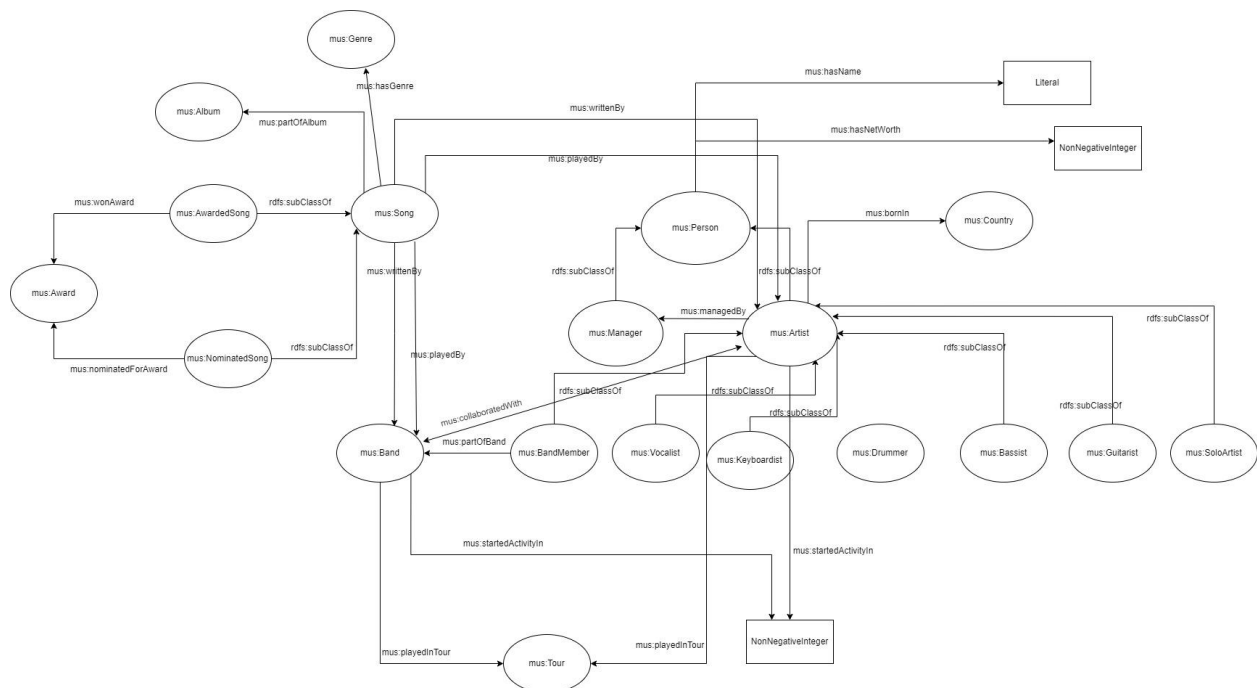 mus:Genre
mus:hasName
Literal
mus:hasGenre
mus:Album
mus:writtenBy
mus:partOfAlbum
mus:hasNetWorth
NonNegativeInteger
mus:playedBy
mus:wonAward
rdfs:subClassOf
mus:AwardedSong
mus:Song
mus:bornIn
mus:Country
mus:Person
mus:writtenBy
rdfs:subClassOf
rdfs:subClassOf
mus:Award
mus:managedBy
mus:Manager
mus:Artist
rdfs:subClassOf
mus:NominatedSong
rdfs:subClassOf
mus:playedBy
rdfs:subClassOf
mus:nominatedForAward
mus:collaboratedWith
rdfs:subClassOf
rdfs:subClassOf
rdfs:subClassOf
rdfs:subClassOf
mus:partOfBand
mus:Band
mus:BandMember
mus:Vocalist
mus:Keyboardist
mus:Drummer
mus:Bassist
mus:Guitarist
mus:SoloArtist
mus:startedActivityIn
mus:startedActivityIn
NonNegativeInteger
mus:playedInTour
mus:playedInTour
mus:Tour